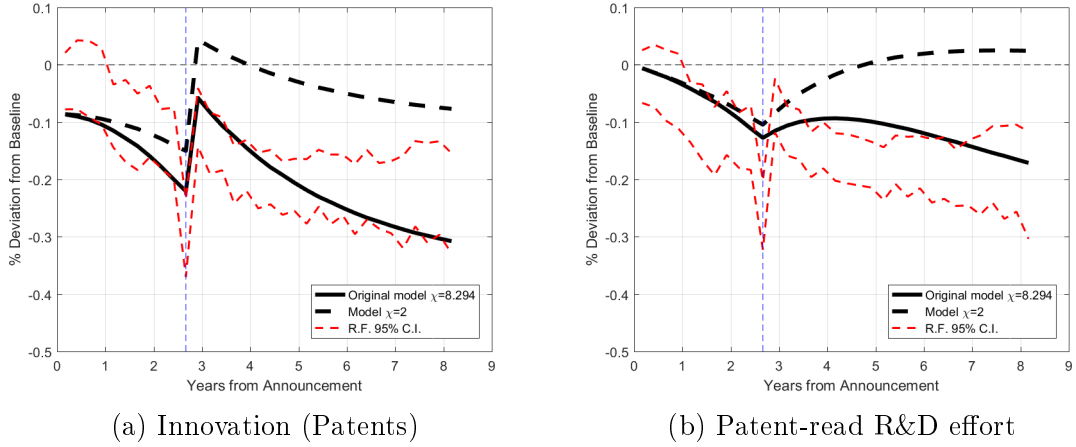 0.1
0
-0.1
-0.2
-0.3
-0.4
-0.5
% Deviation from Baseline
0 1 2 3 4 5 6 7 8 9
Years from Announcement
Original model χ=8.294
Model χ=2
R.F. 95% C.I.
(a) Innovation (Patents)
0.1
0
-0.1
-0.2
-0.3
-0.4
-0.5
% Deviation from Baseline
0 1 2 3 4 5 6 7 8 9
Years from Announcement
Original model χ=8.294
Model χ=2
R.F. 95% C.I.
(b) Patent-read R&D effort